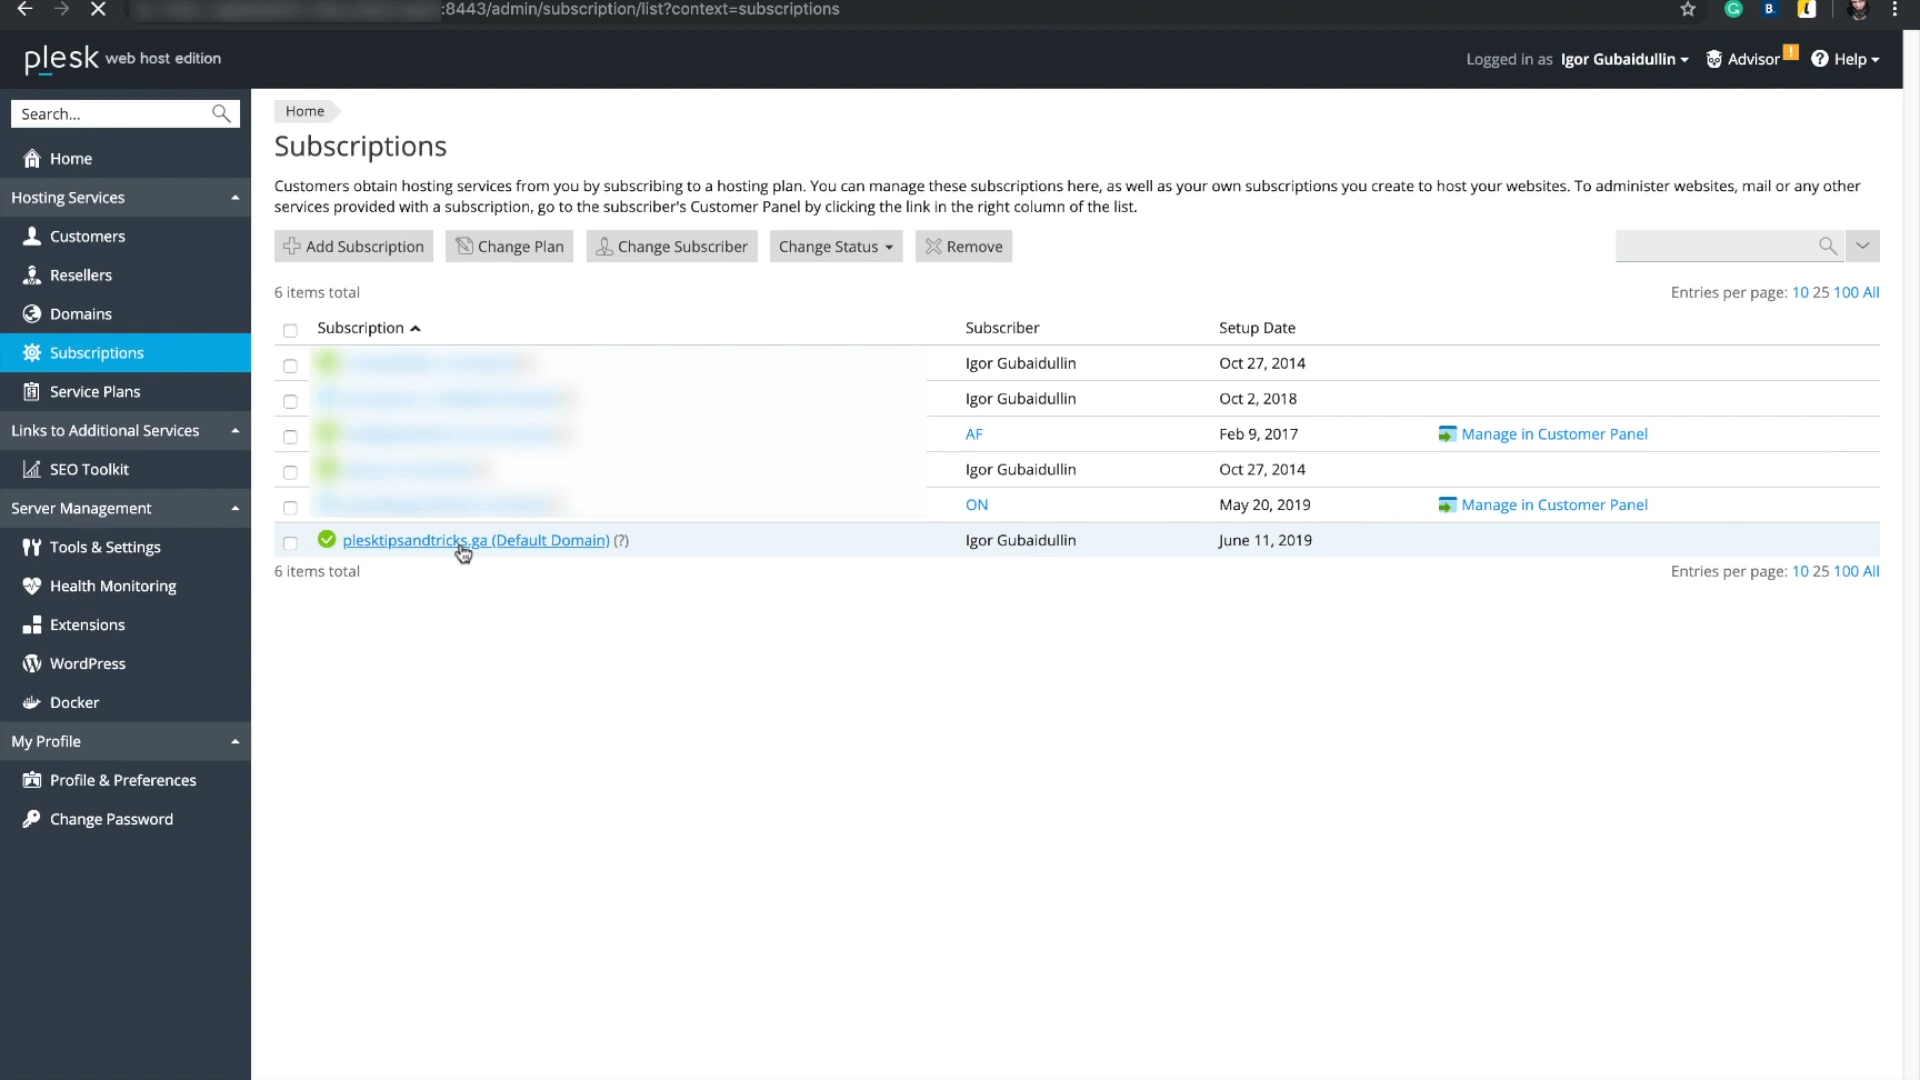 :8443/admin/subscription/list?context=subscriptions
plesk web host edition
Logged in as Igor Gubaidullin
Advisor
Help
Search...
Home
Hosting Services
Customers
Resellers
Domains
Subscriptions
Service Plans
Links to Additional Services
SEO Toolkit
Server Management
Tools & Settings
Health Monitoring
Extensions
WordPress
Docker
My Profile
Profile & Preferences
Change Password
Home
Subscriptions
Customers obtain hosting services from you by subscribing to a hosting plan. You can manage these subscriptions here, as well as your own subscriptions you create to host your websites. To administer websites, mail or any other
services provided with a subscription, go to the subscriber's Customer Panel by clicking the link in the right column of the list.
Add Subscription Change Plan Change Subscriber Change Status Remove
6 items total Entries per page: 10 25 100 All
Subscription Subscriber Setup Date
Igor Gubaidullin Oct 27, 2014
Igor Gubaidullin Oct 2, 2018
AF Feb 9, 2017 Manage in Customer Panel
Igor Gubaidullin Oct 27, 2014
ON May 20, 2019 Manage in Customer Panel
plesktipsandtricks.ga (Default Domain) (?) Igor Gubaidullin June 11, 2019
6 items total Entries per page: 10 25 100 All